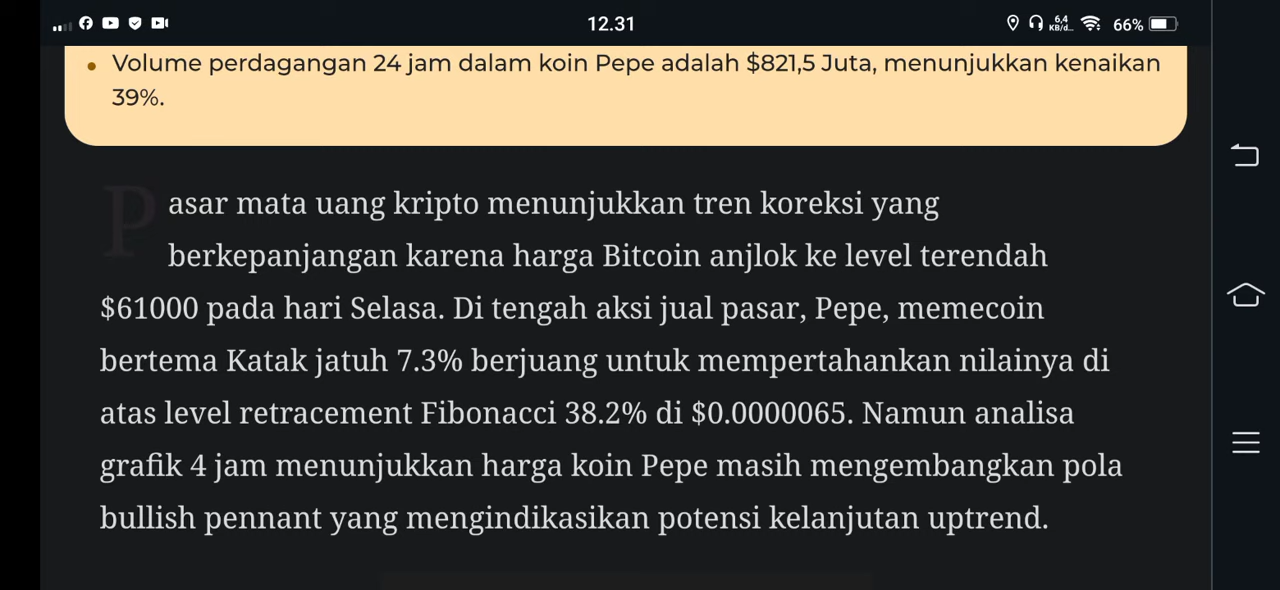 12.31
6,4
KB/d...
66%
• Volume perdagangan 24 jam dalam koin Pepe adalah $821,5 Juta, menunjukkan kenaikan
39%.
Pasar mata uang kripto menunjukkan tren koreksi yang
berkepanjangan karena harga Bitcoin anjlok ke level terendah
$61000 pada hari Selasa. Di tengah aksi jual pasar, Pepe, memecoin
bertema Katak jatuh 7.3% berjuang untuk mempertahankan nilainya di
atas level retracement Fibonacci 38.2% di $0.0000065. Namun analisa
grafik 4 jam menunjukkan harga koin Pepe masih mengembangkan pola
bullish pennant yang mengindikasikan potensi kelanjutan uptrend.